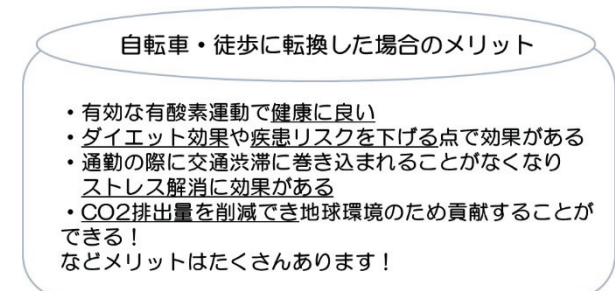 自転車・徒歩に転換した場合のメリット
・有効な有酸素運動で健康に良い
・ダイエット効果や疾患リスクを下げる点で効果がある
・通勤の際に交通渋滞に巻き込まれることがなくなり
ストレス解消に効果がある
・CO2排出量を削減でき地球環境のため貢献することが
できる！
などメリットはたくさんあります！